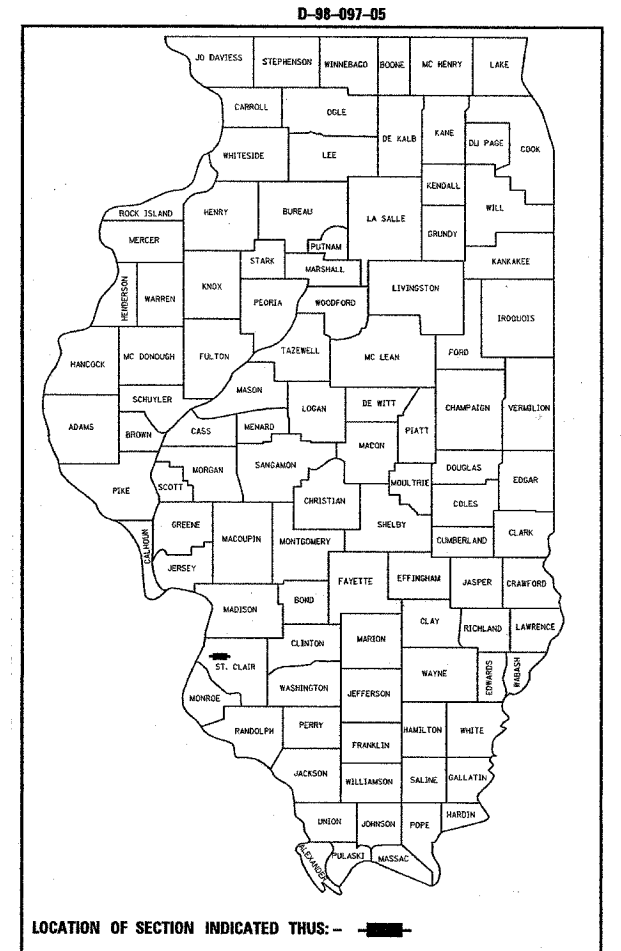 D-98-097-05
JO DAVIESS STEPHENSON WINNEBAGO BOONE MC HENRY LAKE
CARROLL OGLE DE KALB KANE DU PAGE COOK
WHITESIDE LEE
KENDALL WILL
ROCK ISLAND HENRY BUREAU LA SALLE
MERCER PUTNAM GRUNDY
STARK MARSHALL KANKAKEE
HENDERSON WARREN KNOX PEORIA WOODFORD LIVINGSTON IROQUOIS
HANCOCK MC DONOUGH FULTON TAZEWELL MC LEAN FORD
SCHUYLER MASON
ADAMS BROWN CASS MENARD LOGAN DE WITT PIATT CHAMPAIGN VERMILION
MACON
PIKE SCOTT MORGAN SANGAMON CHRISTIAN MOULTRIE DOUGLAS EDGAR
COLES
CALHOUN GREENE MACOUPIN MONTGOMERY SHELBY CUMBERLAND CLARK
JERSEY FAYETTE EFFINGHAM JASPER CRAWFORD
MADISON BOND
CLINTON MARION CLAY RICHLAND LAWRENCE
ST. CLAIR WAYNE EDWARDS WABASH
MONROE WASHINGTON JEFFERSON
RANDOLPH PERRY FRANKLIN HAMILTON WHITE
JACKSON WILLIAMSON SALINE GALLATIN
UNION JOHNSON POPE HARDIN
ALEXANDER PULASKI MASSAC
LOCATION OF SECTION INDICATED THUS: -